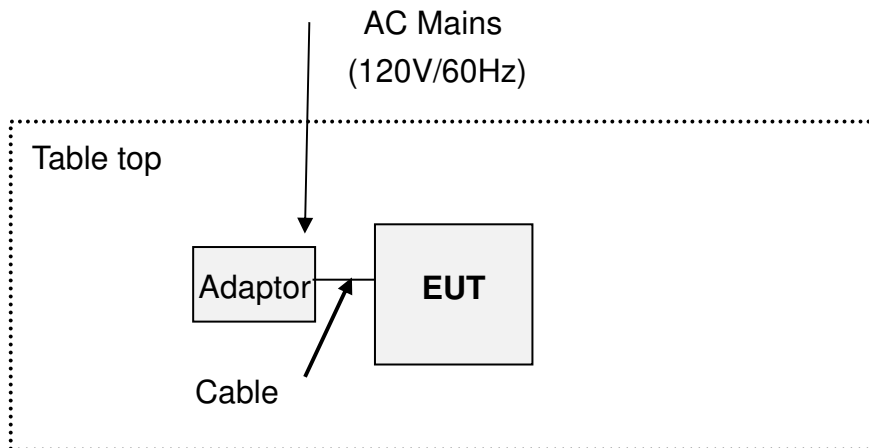 AC Mains
(120V/60Hz)
Table top
Adaptor
EUT
Cable